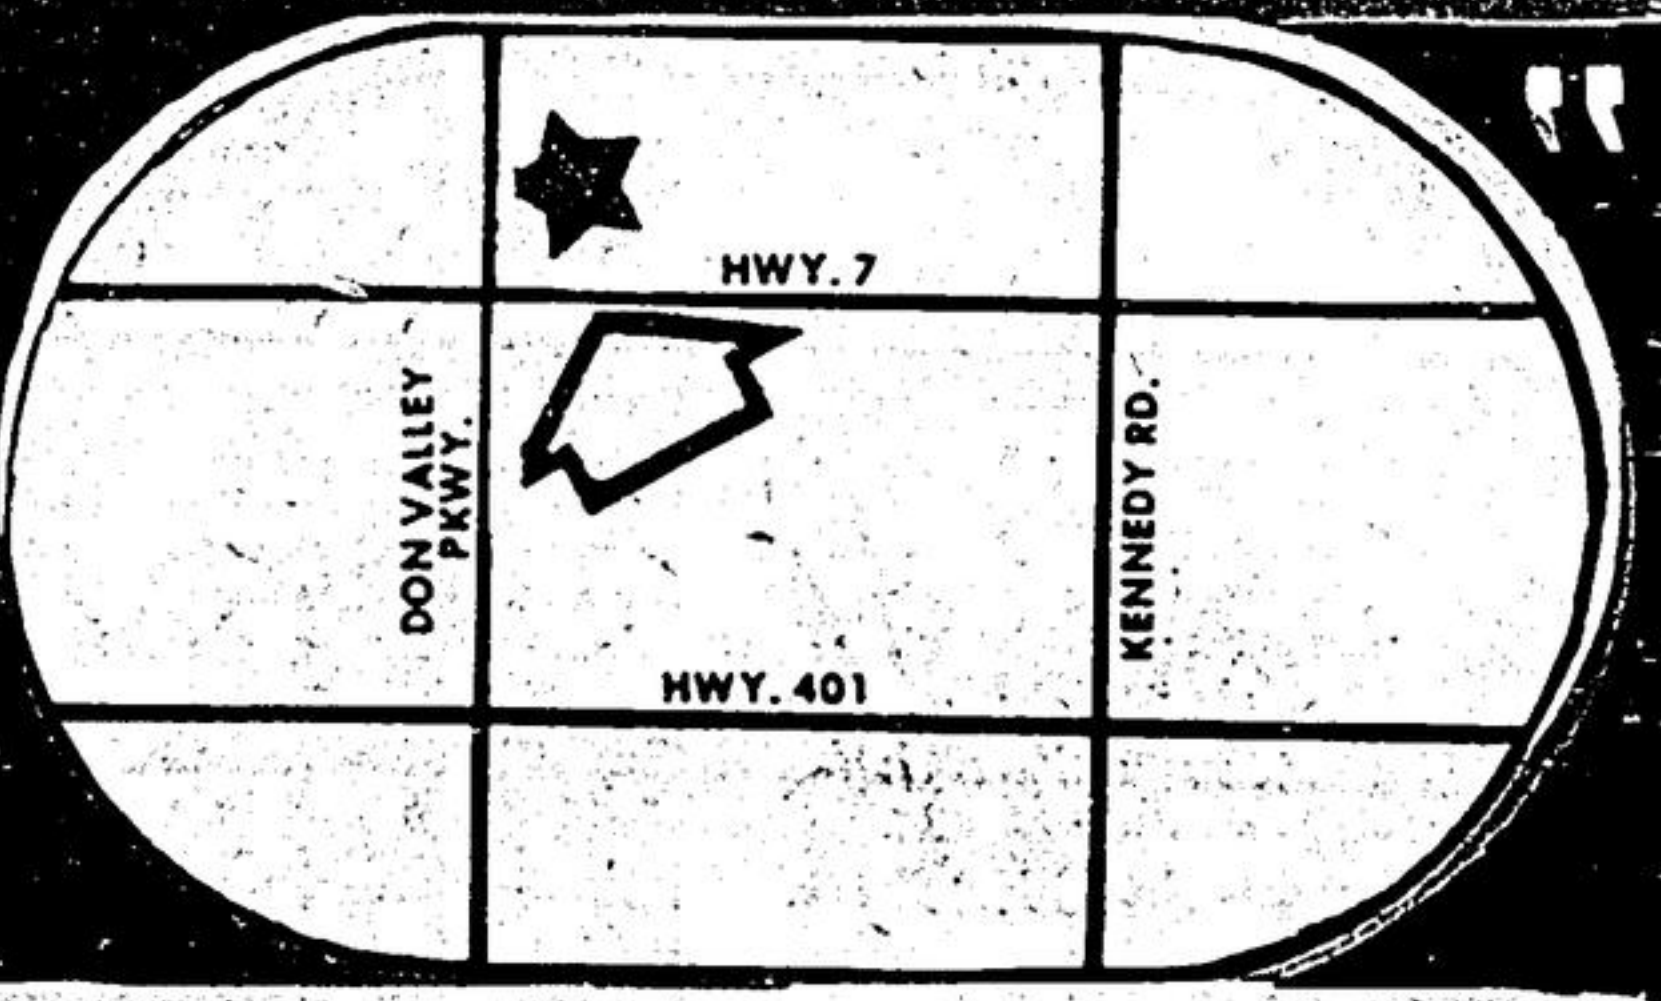 HWY. 7
DON VALLEY
PKWY.
KENNEDY RD.
HWY. 401